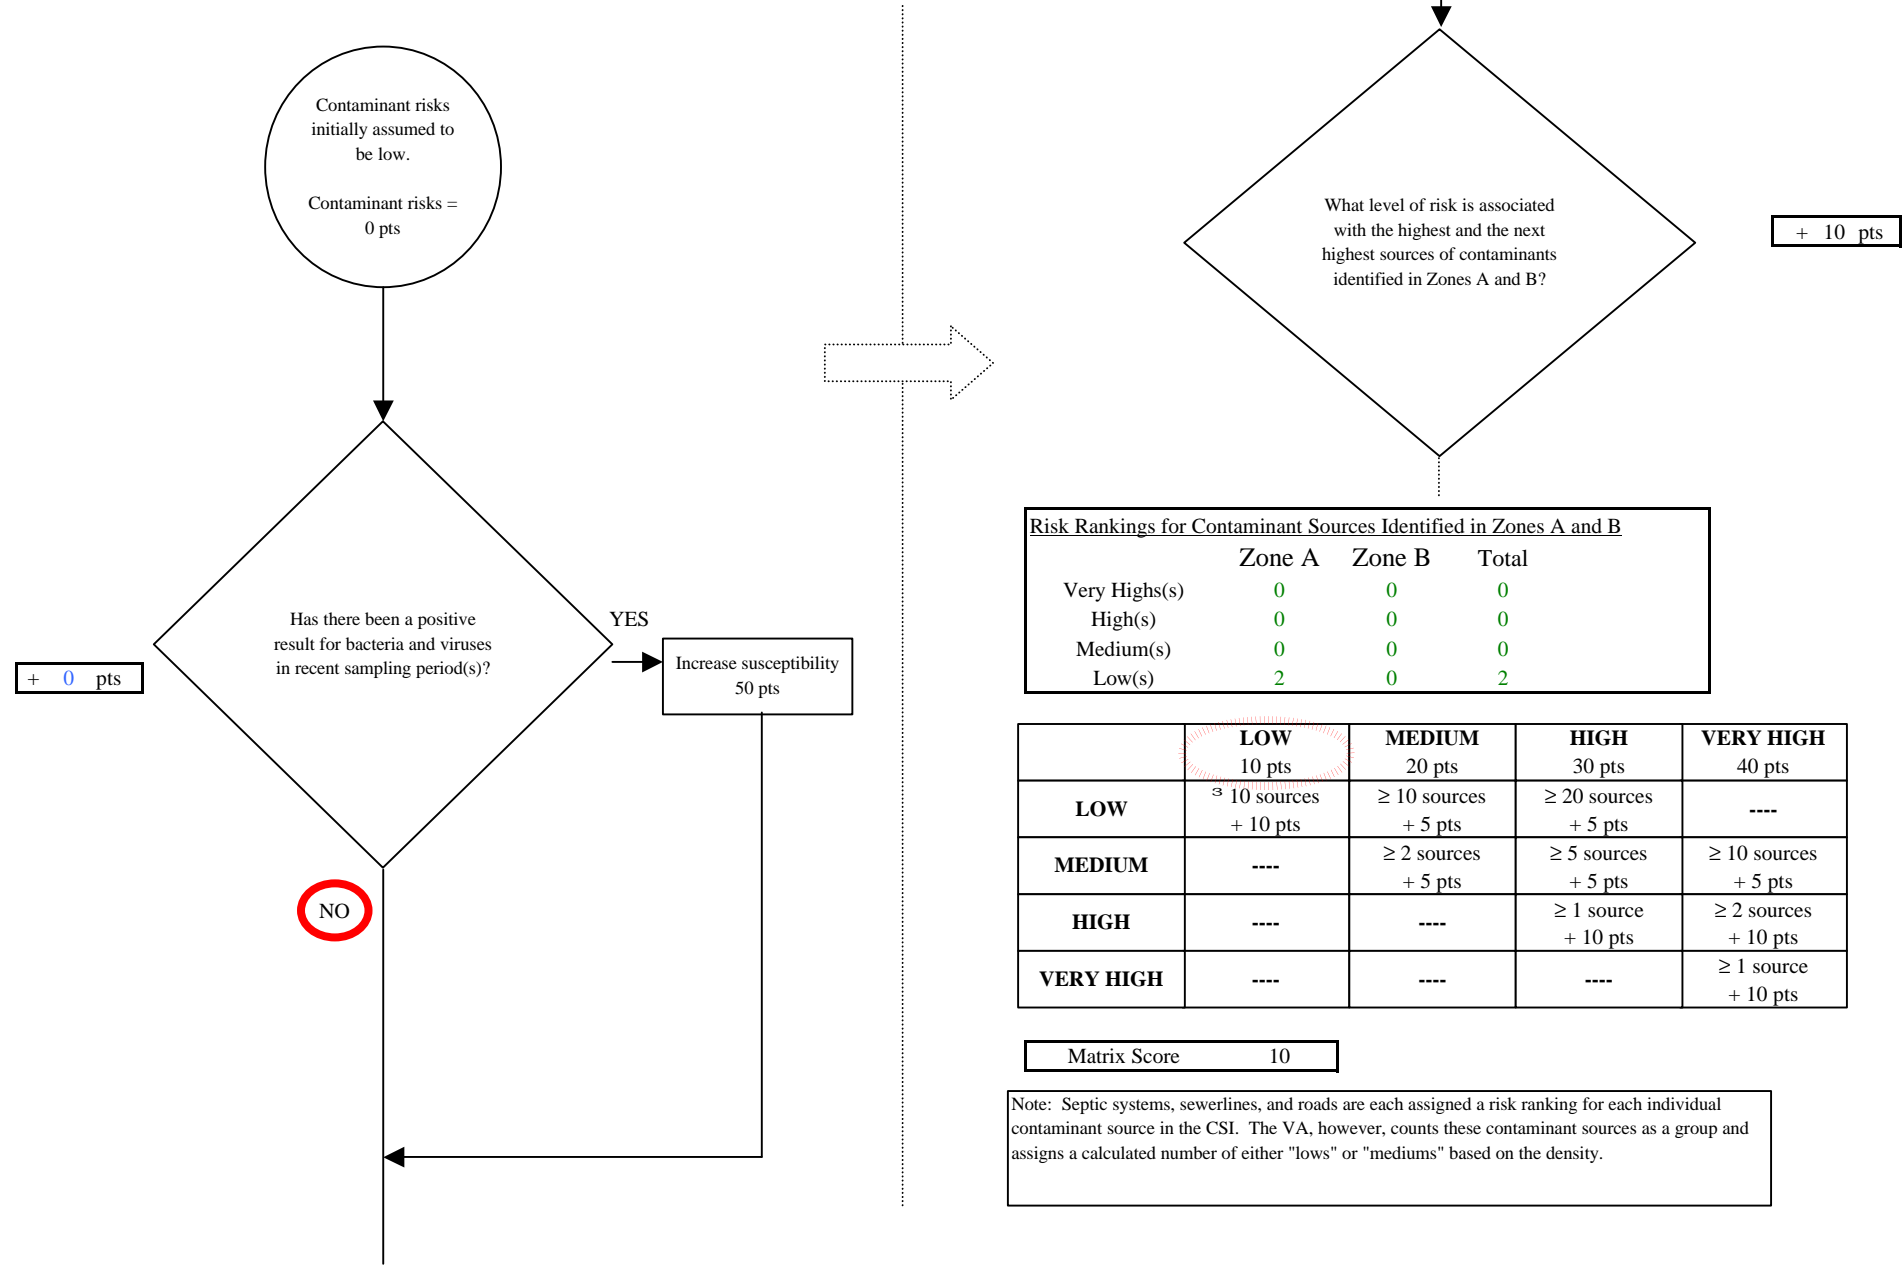 Contaminant risks
initially assumed to
be low.
Contaminant risks =
0 pts
Has there been a positive
result for bacteria and viruses
in recent sampling period(s)?
+ 0 pts
YES
Increase susceptibility
50 pts
NO
What level of risk is associated
with the highest and the next
highest sources of contaminants
identified in Zones A and B?
+ 10 pts
Risk Rankings for Contaminant Sources Identified in Zones A and B
Zone A Zone B Total
Very Highs(s) 0 0 0
High(s) 0 0 0
Medium(s) 0 0 0
Low(s) 2 0 2
LOW MEDIUM HIGH VERY HIGH
10 pts 20 pts 30 pts 40 pts
LOW ³ 10 sources ≥ 10 sources ≥ 20 sources ----
+ 10 pts + 5 pts + 5 pts
MEDIUM ---- ≥ 2 sources ≥ 5 sources ≥ 10 sources
+ 5 pts + 5 pts + 5 pts
HIGH ---- ---- ≥ 1 source ≥ 2 sources
+ 10 pts + 10 pts
VERY HIGH ---- ---- ---- ≥ 1 source
+ 10 pts
Matrix Score 10
Note: Septic systems, sewerlines, and roads are each assigned a risk ranking for each individual
contaminant source in the CSI. The VA, however, counts these contaminant sources as a group and
assigns a calculated number of either "lows" or "mediums" based on the density.